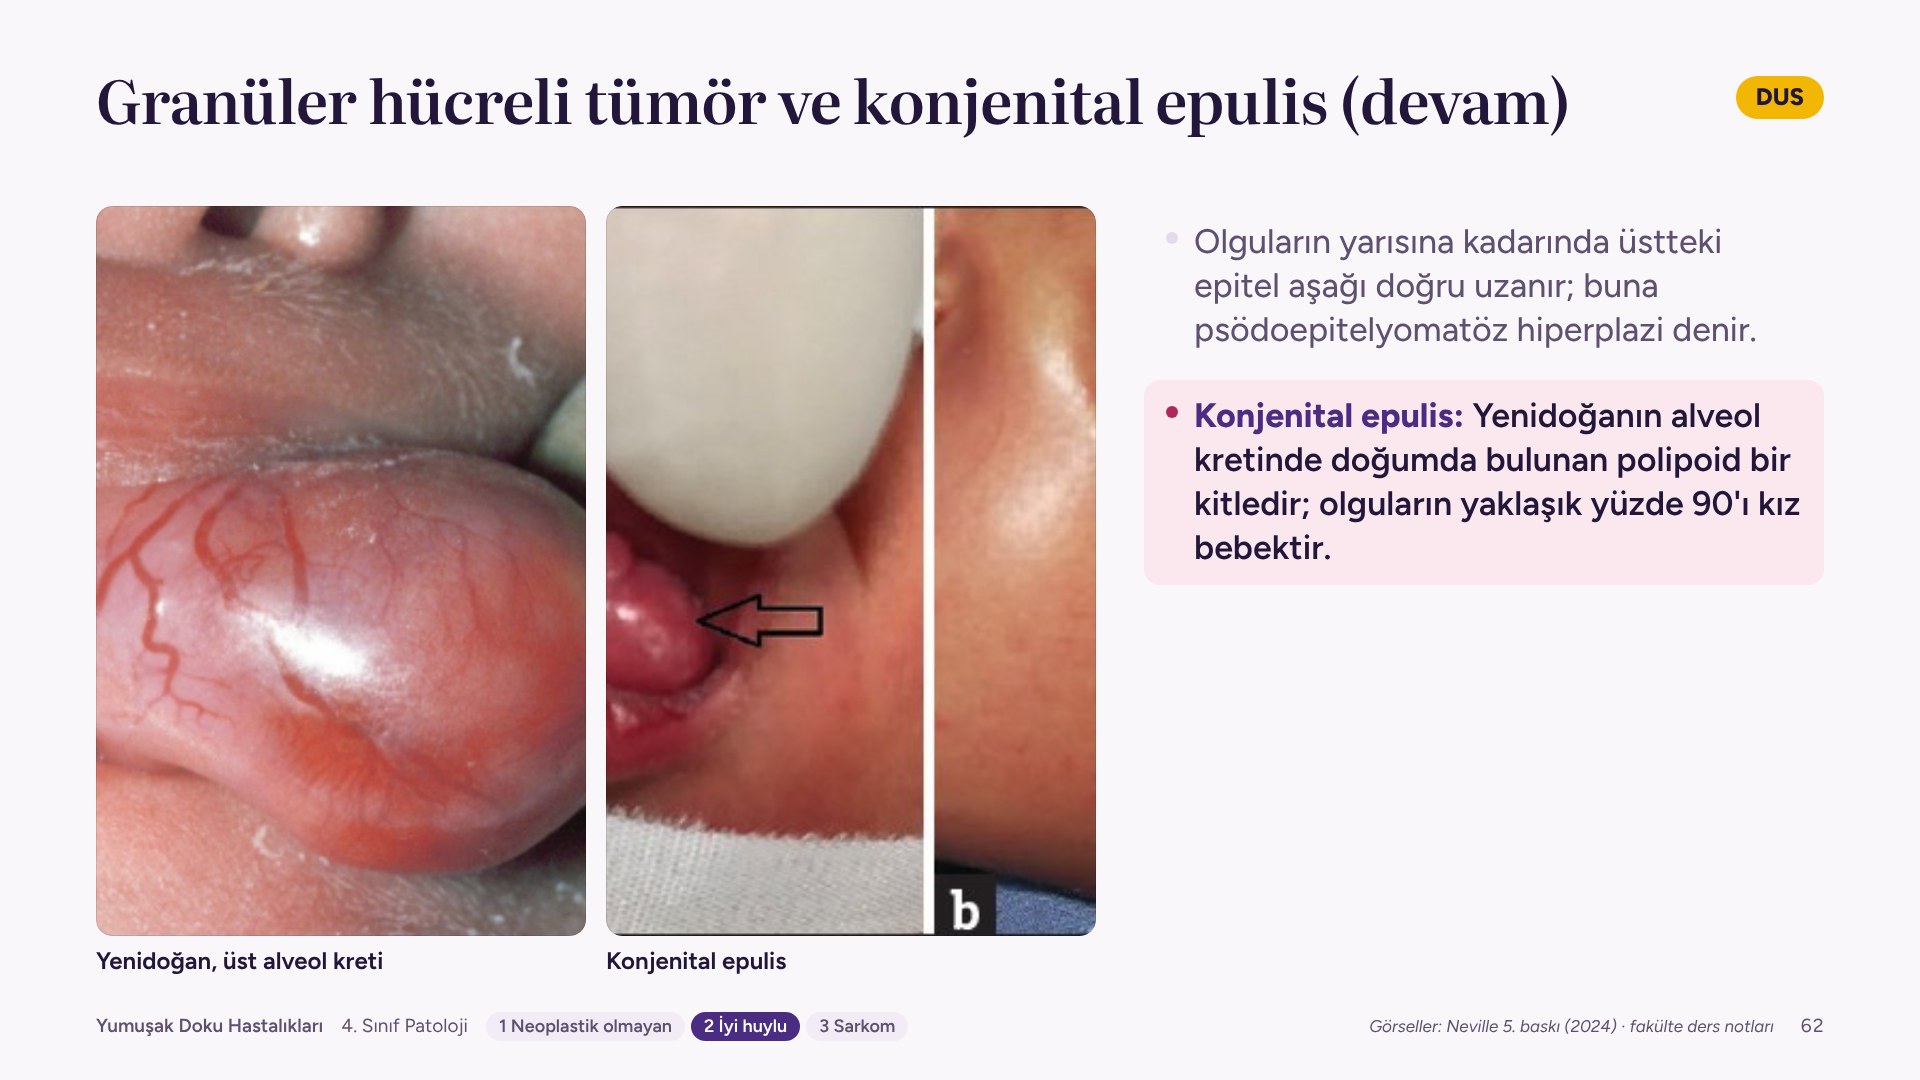 Granüler hücreli tümör ve konjenital epulis (devam)
DUS
Olguların yarısına kadarında üstteki
epitel aşağı doğru uzanır; buna
psödoepitelyomatöz hiperplazi denir.
Konjenital epulis: Yenidoğanın alveol
kretinde doğumda bulunan polipoid bir
kitledir; olguların yaklaşık yüzde 90'ı kız
bebektir.
b
Yenidoğan, üst alveol kreti
Konjenital epulis
Yumuşak Doku Hastalıkları 4. Sınıf Patoloji 1 Neoplastik olmayan 2 İyi huylu 3 Sarkom
Görseller: Neville 5. baskı (2024) · fakülte ders notları 62